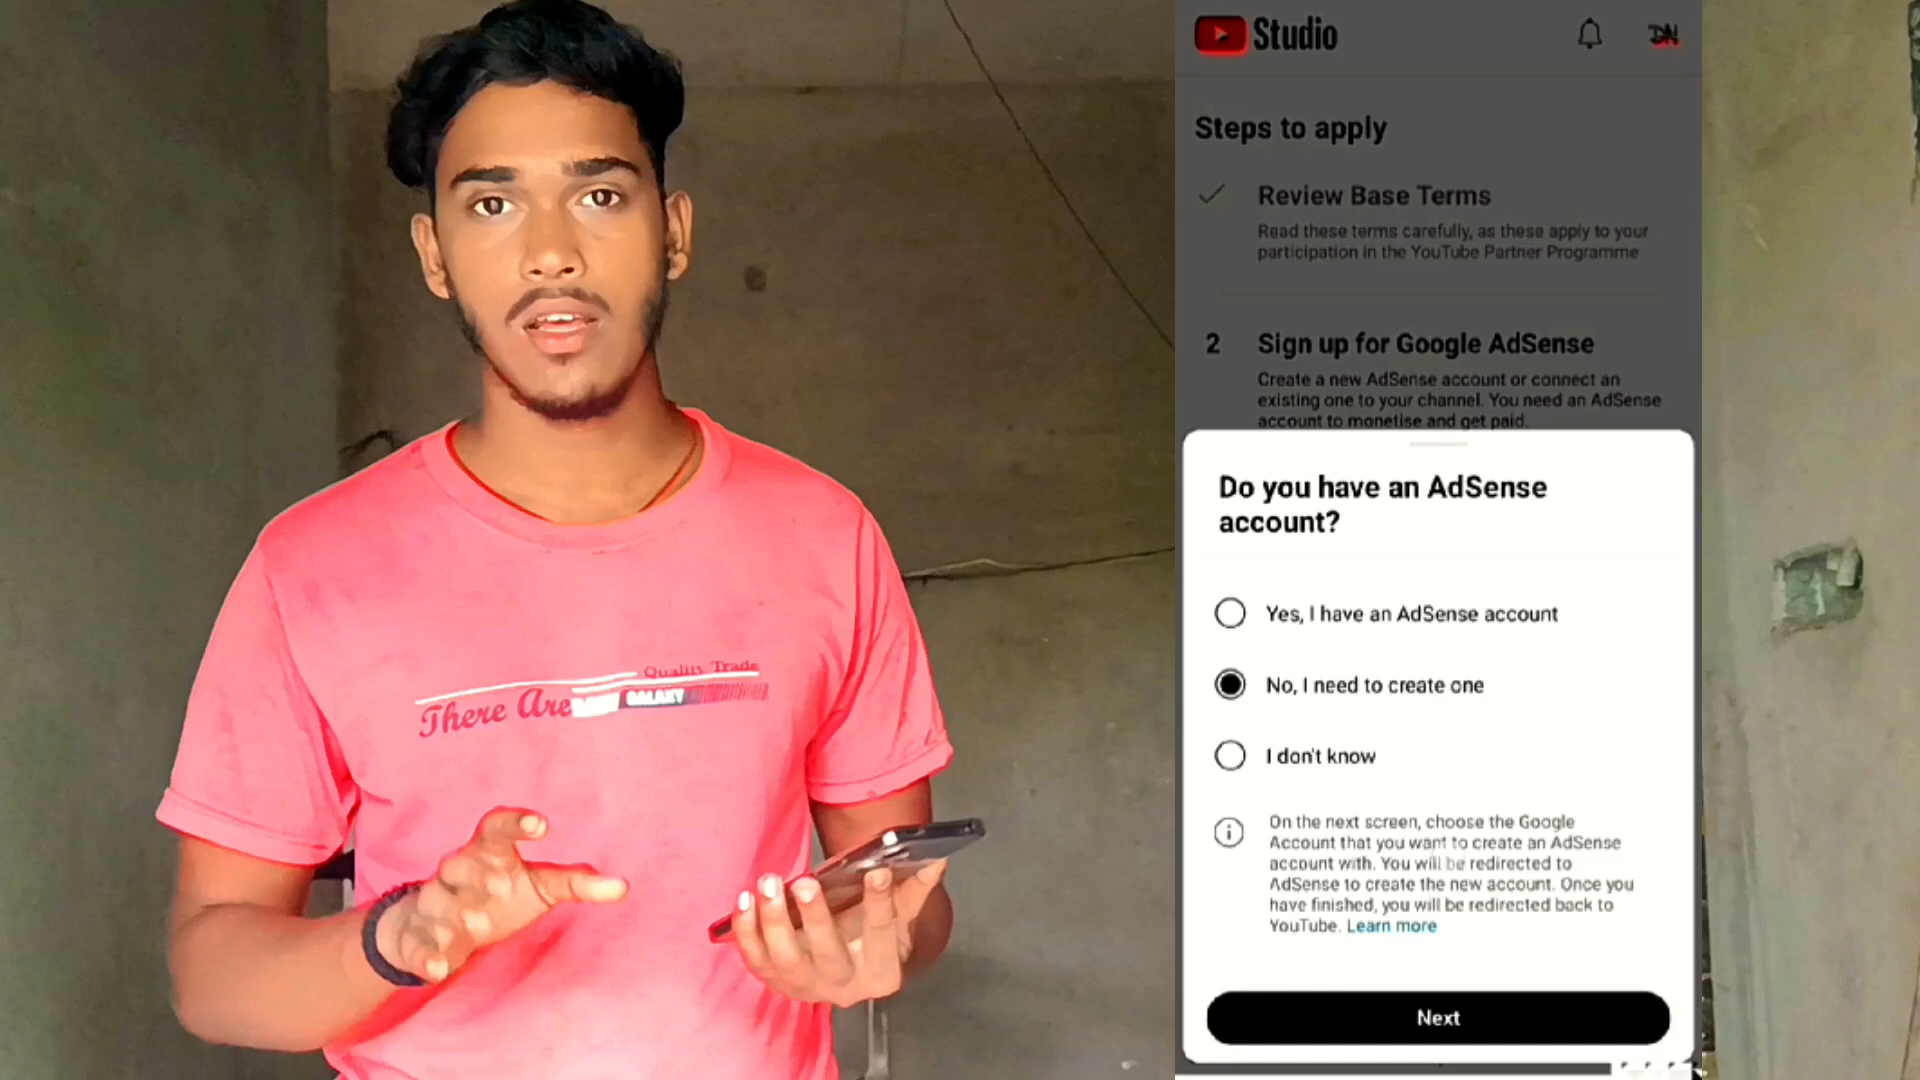 Studio
Steps to apply
Review Base Terms
Read these terms carefully, as these apply to your
participation in the YouTube Partner Programme
2 Sign up for Google AdSense
Create a new AdSense account or connect an
existing one to your channel. You need an AdSense
account to monetise and get paid.
Do you have an AdSense
account?
Yes, I have an AdSense account
No, I need to create one
I don't know
On the next screen, choose the Google
Account that you want to create an AdSense
account with. You will be redirected to
AdSense to create the new account. Once you
have finished, you will be redirected back to
YouTube. Learn more
Next
Trade
There Are
GALAXY